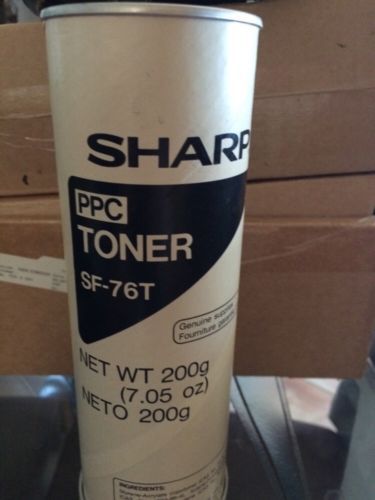 SHARP
PPC
TONER
SF-76T
Genuine supplies
Fourniture
NET WT 200g
(7.05 oz)
NETO 200g
INGREDIENTS: